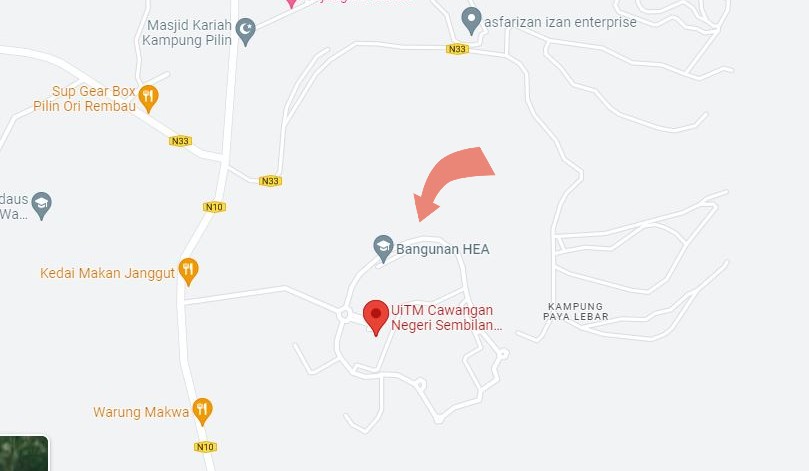 Masjid Kariah
Kampung Pilin
asfarizan izan enterprise
N33
Sup Gear Box
Pilin Ori Rembau
N33
N33
daus
Wa...
N10
Bangunan HEA
Kedai Makan Janggut
UiTM Cawangan
Negeri Sembilan...
KAMPUNG
PAYA LEBAR
Warung Makwa
N10